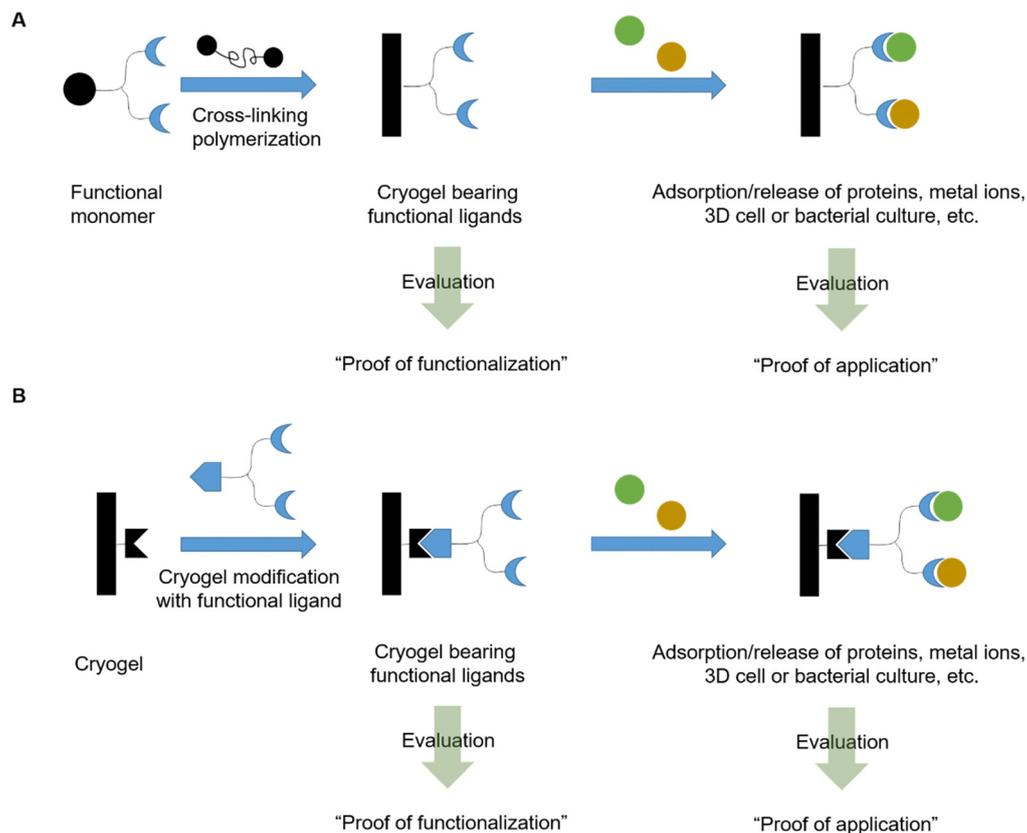 A
Cross-linking
polymerization
Functional
monomer
Cryogel bearing
functional ligands
Adsorption/release of proteins, metal ions,
3D cell or bacterial culture, etc.
Evaluation
Evaluation
“Proof of functionalization”
“Proof of application”
B
Cryogel modification
with functional ligand
Cryogel
Cryogel bearing
functional ligands
Adsorption/release of proteins, metal ions,
3D cell or bacterial culture, etc.
Evaluation
Evaluation
“Proof of functionalization”
“Proof of application”